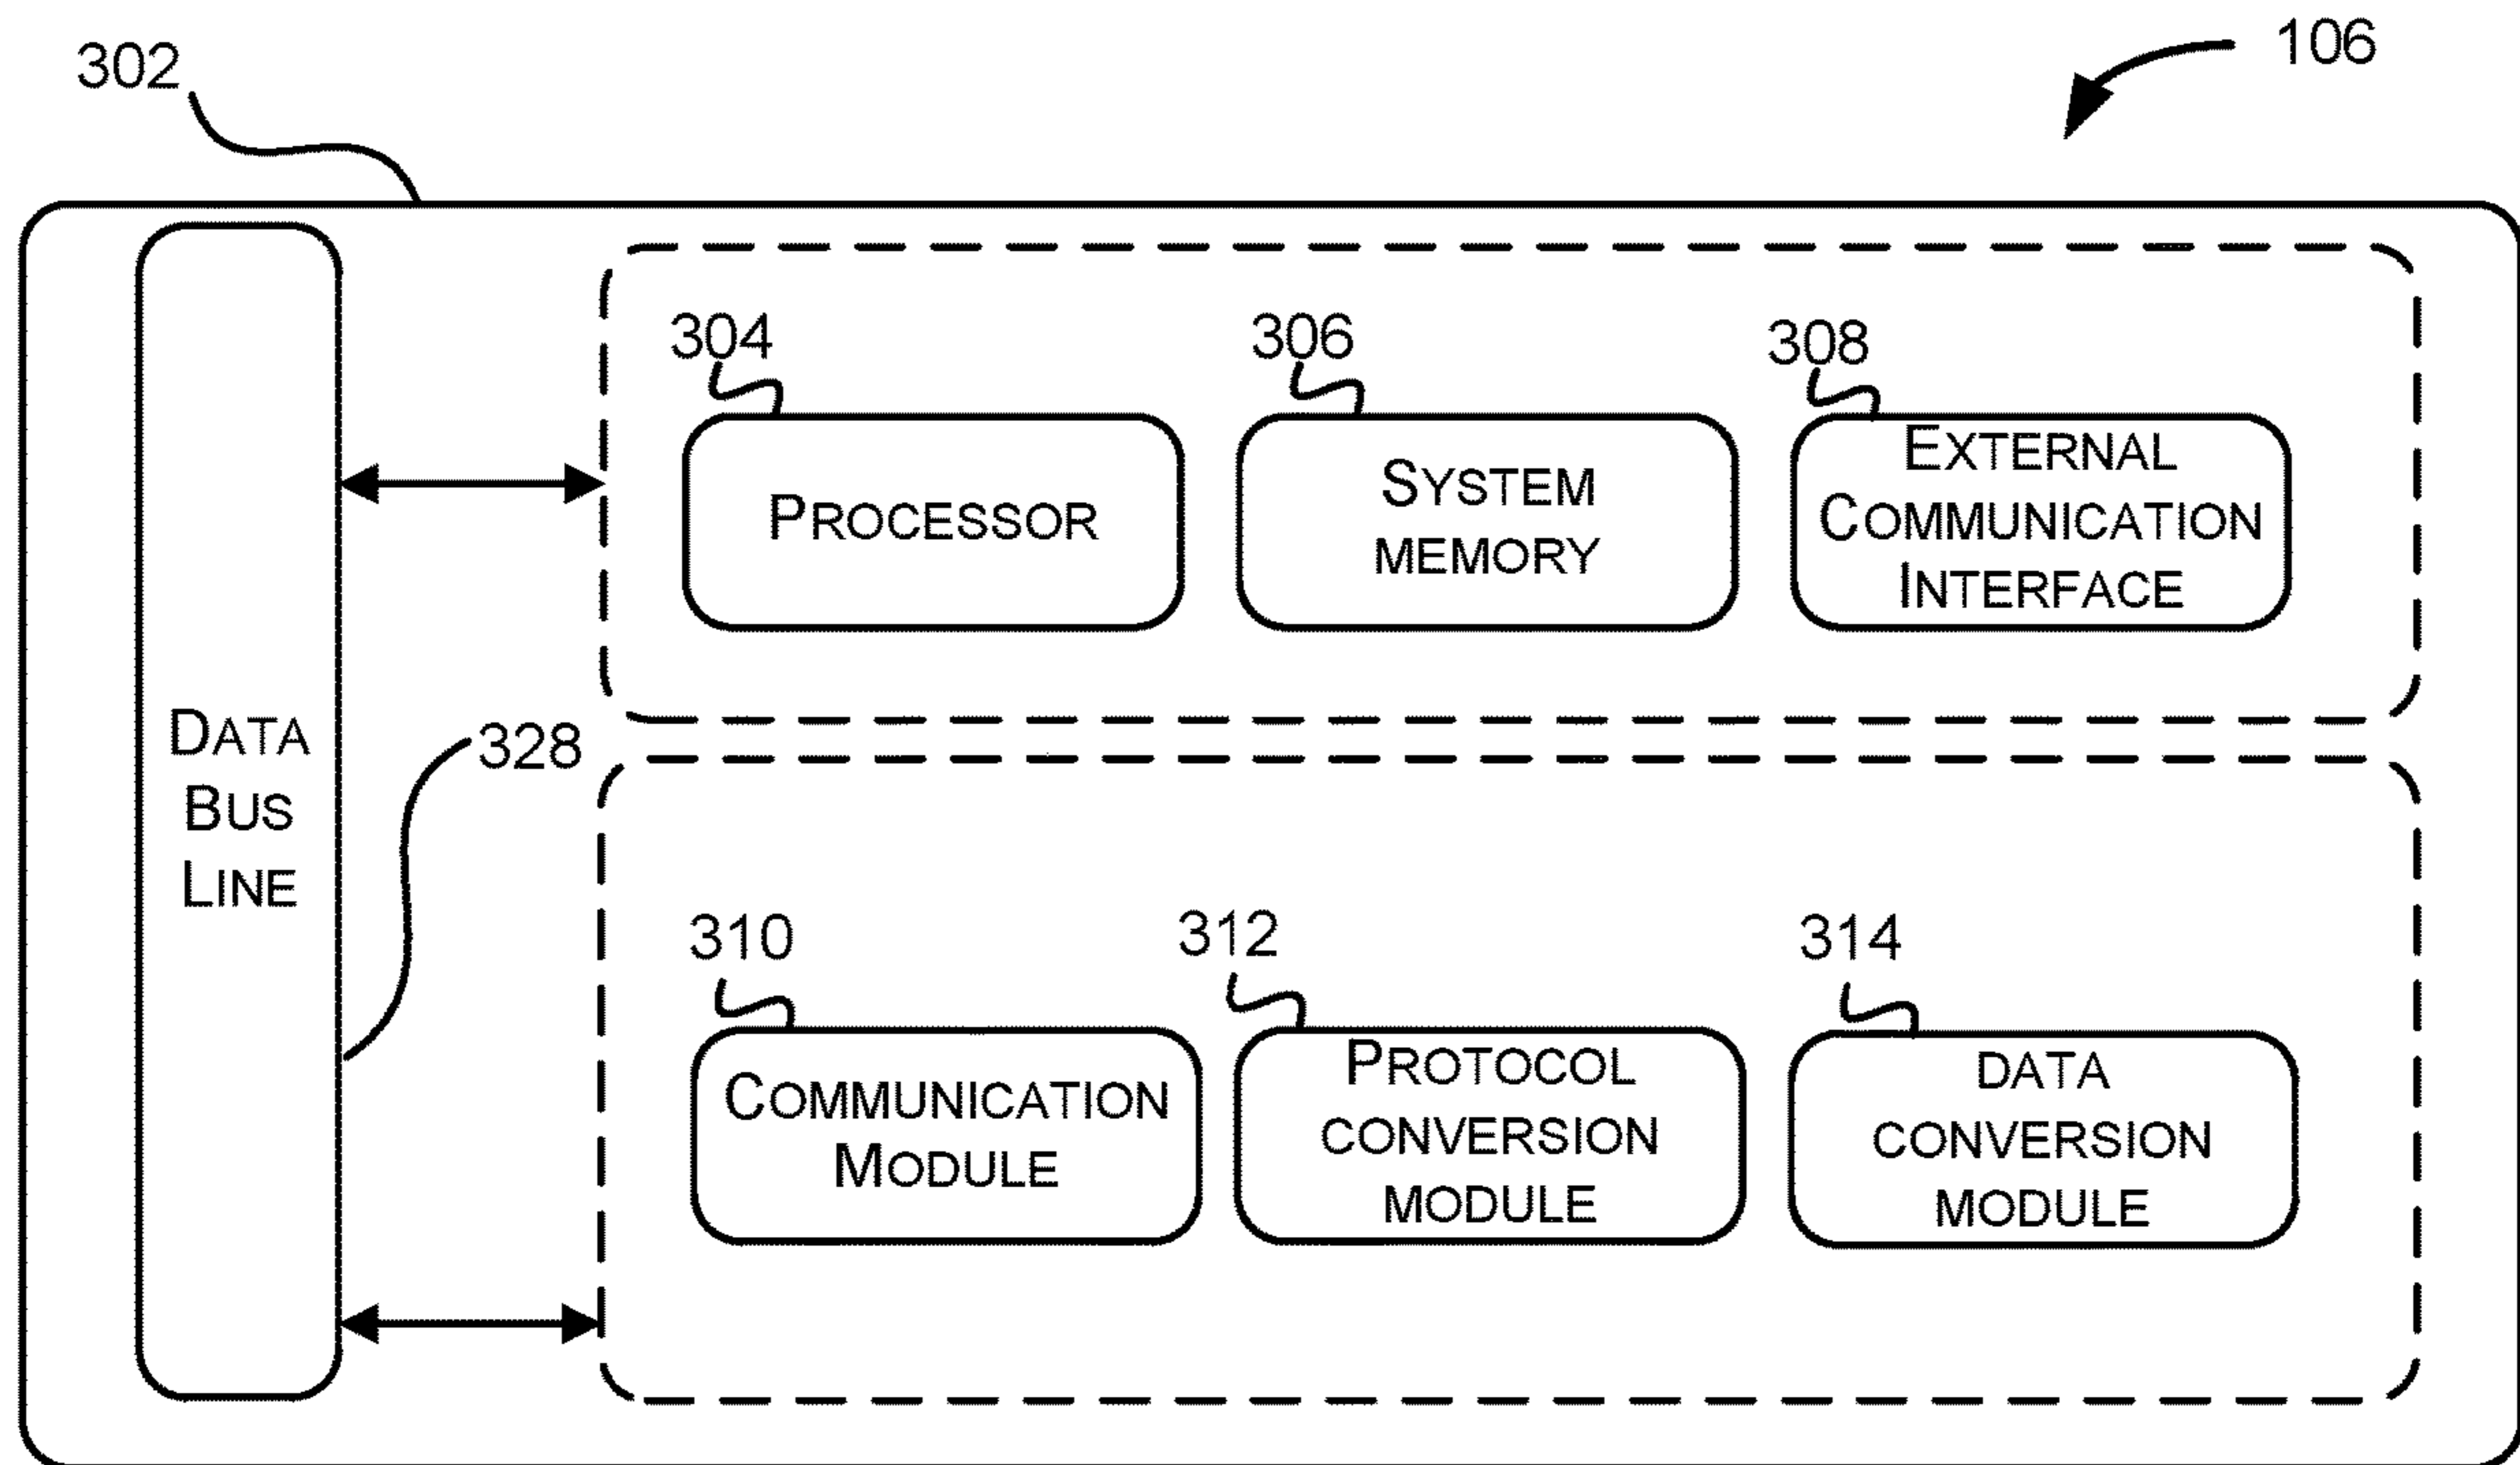 302
106
304
306
308
PROCESSOR
SYSTEM
MEMORY
EXTERNAL
COMMUNICATION
INTERFACE
DATA
BUS
LINE
328
310
312
314
COMMUNICATION
MODULE
PROTOCOL
CONVERSION
MODULE
DATA
CONVERSION
MODULE